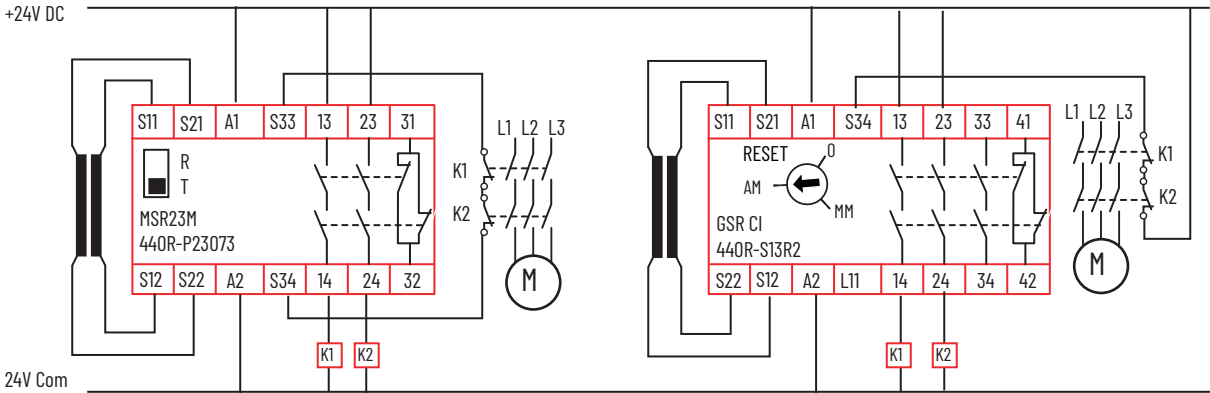 +24V DC
S11 S21 A1 S33 13 23 31
R
T
MSR23M
440R-P23073
S12 S22 A2 S34 14 24 32
L1 L2 L3
K1
K2
M
K1 K2
S11 S21 A1 S34 13 23 33 41
RESET 0
AM
MM
GSR CI
440R-S13R2
S22 S12 A2 L11 14 24 34 42
L1 L2 L3
K1
K2
M
K1 K2
24V Com